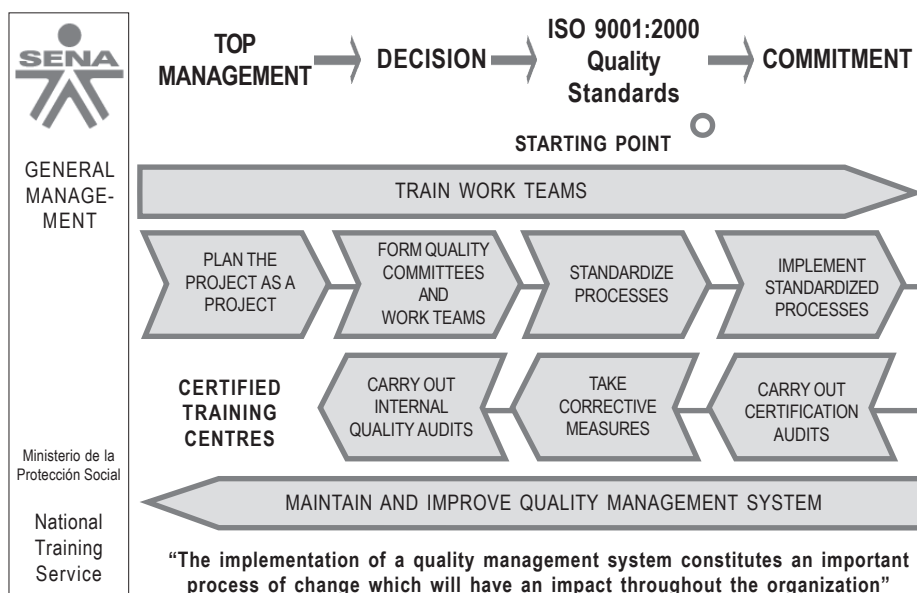 SENA
GENERAL
MANAGE-
MENT
Ministerio de la
Protección Social
National
Training
Service
TOP
MANAGEMENT
DECISION
ISO 9001:2000
Quality
Standards
COMMITMENT
STARTING POINT
TRAIN WORK TEAMS
PLAN THE
PROJECT AS A
PROJECT
FORM QUALITY
COMMITTEES
AND
WORK TEAMS
STANDARDIZE
PROCESSES
IMPLEMENT
STANDARDIZED
PROCESSES
CERTIFIED
TRAINING
CENTRES
CARRY OUT
INTERNAL
QUALITY AUDITS
TAKE
CORRECTIVE
MEASURES
CARRY OUT
CERTIFICATION
AUDITS
MAINTAIN AND IMPROVE QUALITY MANAGEMENT SYSTEM
“The implementation of a quality management system constitutes an important
process of change which will have an impact throughout the organization”